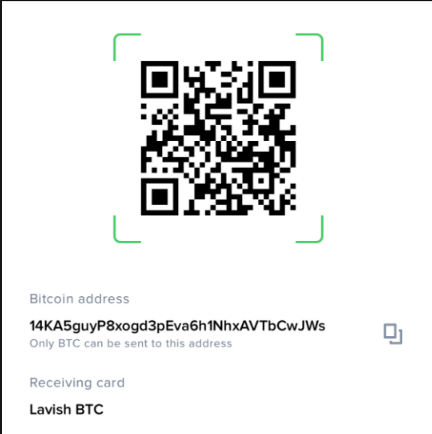 Bitcoin address
14KA5guyP8xogd3pEva6h1NhxAVTbCwJWs
Only BTC can be sent to this address
Receiving card
Lavish BTC